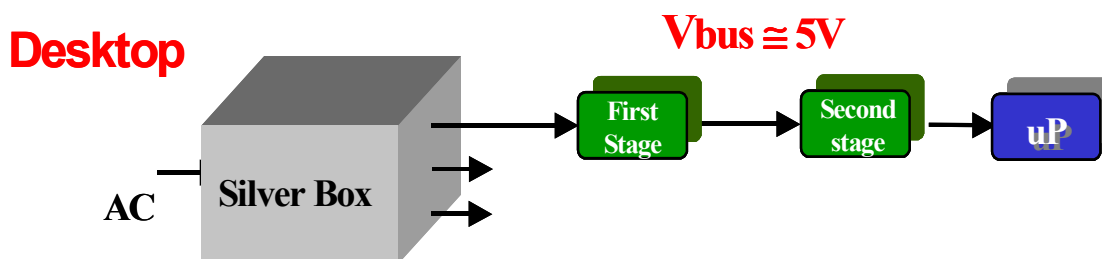 Desktop
Vbus ≅ 5V
AC
Silver Box
First
Stage
Second
stage
uP